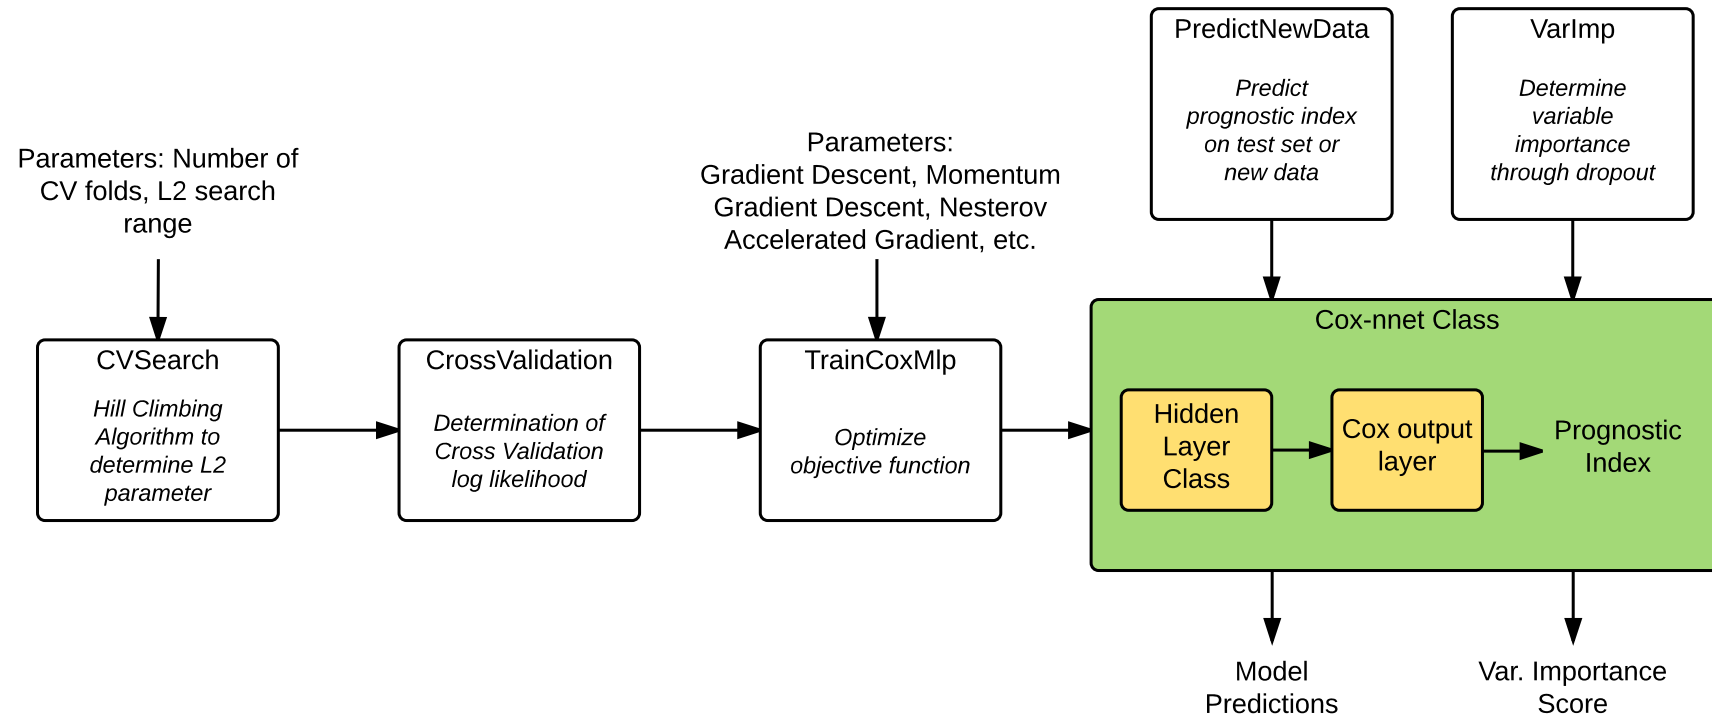 Parameters: Number of
CV folds, L2 search
range
CVSearch
Hill Climbing
Algorithm to
determine L2
parameter
CrossValidation
Determination of
Cross Validation
log likelihood
Parameters:
Gradient Descent, Momentum
Gradient Descent, Nesterov
Accelerated Gradient, etc.
TrainCoxMlp
Optimize
objective function
PredictNewData
Predict
prognostic index
on test set or
new data
VarImp
Determine
variable
importance
through dropout
Cox-nnet Class
Hidden
Layer
Class
Cox output
layer
Prognostic
Index
Model
Predictions
Var. Importance
Score